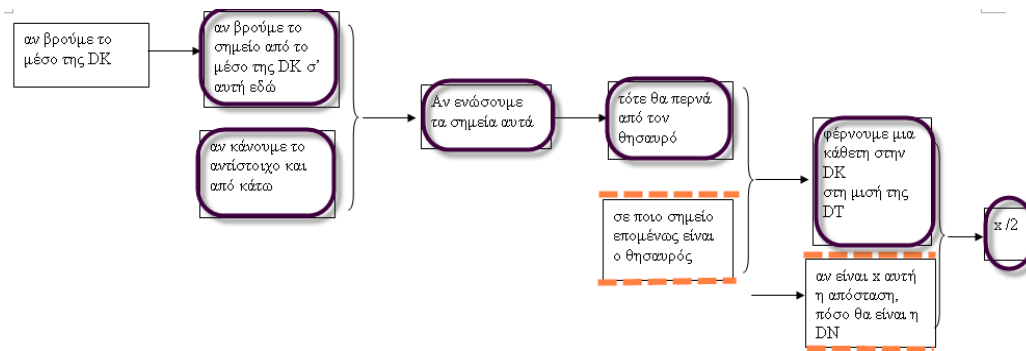 αν βρούμε το
μέσο της DK
αν βρούμε το
σημείο από το
μέσο της DK σ'
αυτή εδώ
αν κάνουμε το
αντίστοιχο και
από κάτω
Αν ενώσουμε
τα σημεία αυτά
τότε θα περνά
από τον
θησαυρό
σε ποιο σημείο
επομένως είναι
ο θησαυρός
φέρνουμε μια
κάθετη στην
DK
στη μισή της
DT
αν είναι x αυτή
η απόσταση,
πόσο θα είναι η
DN
x /2